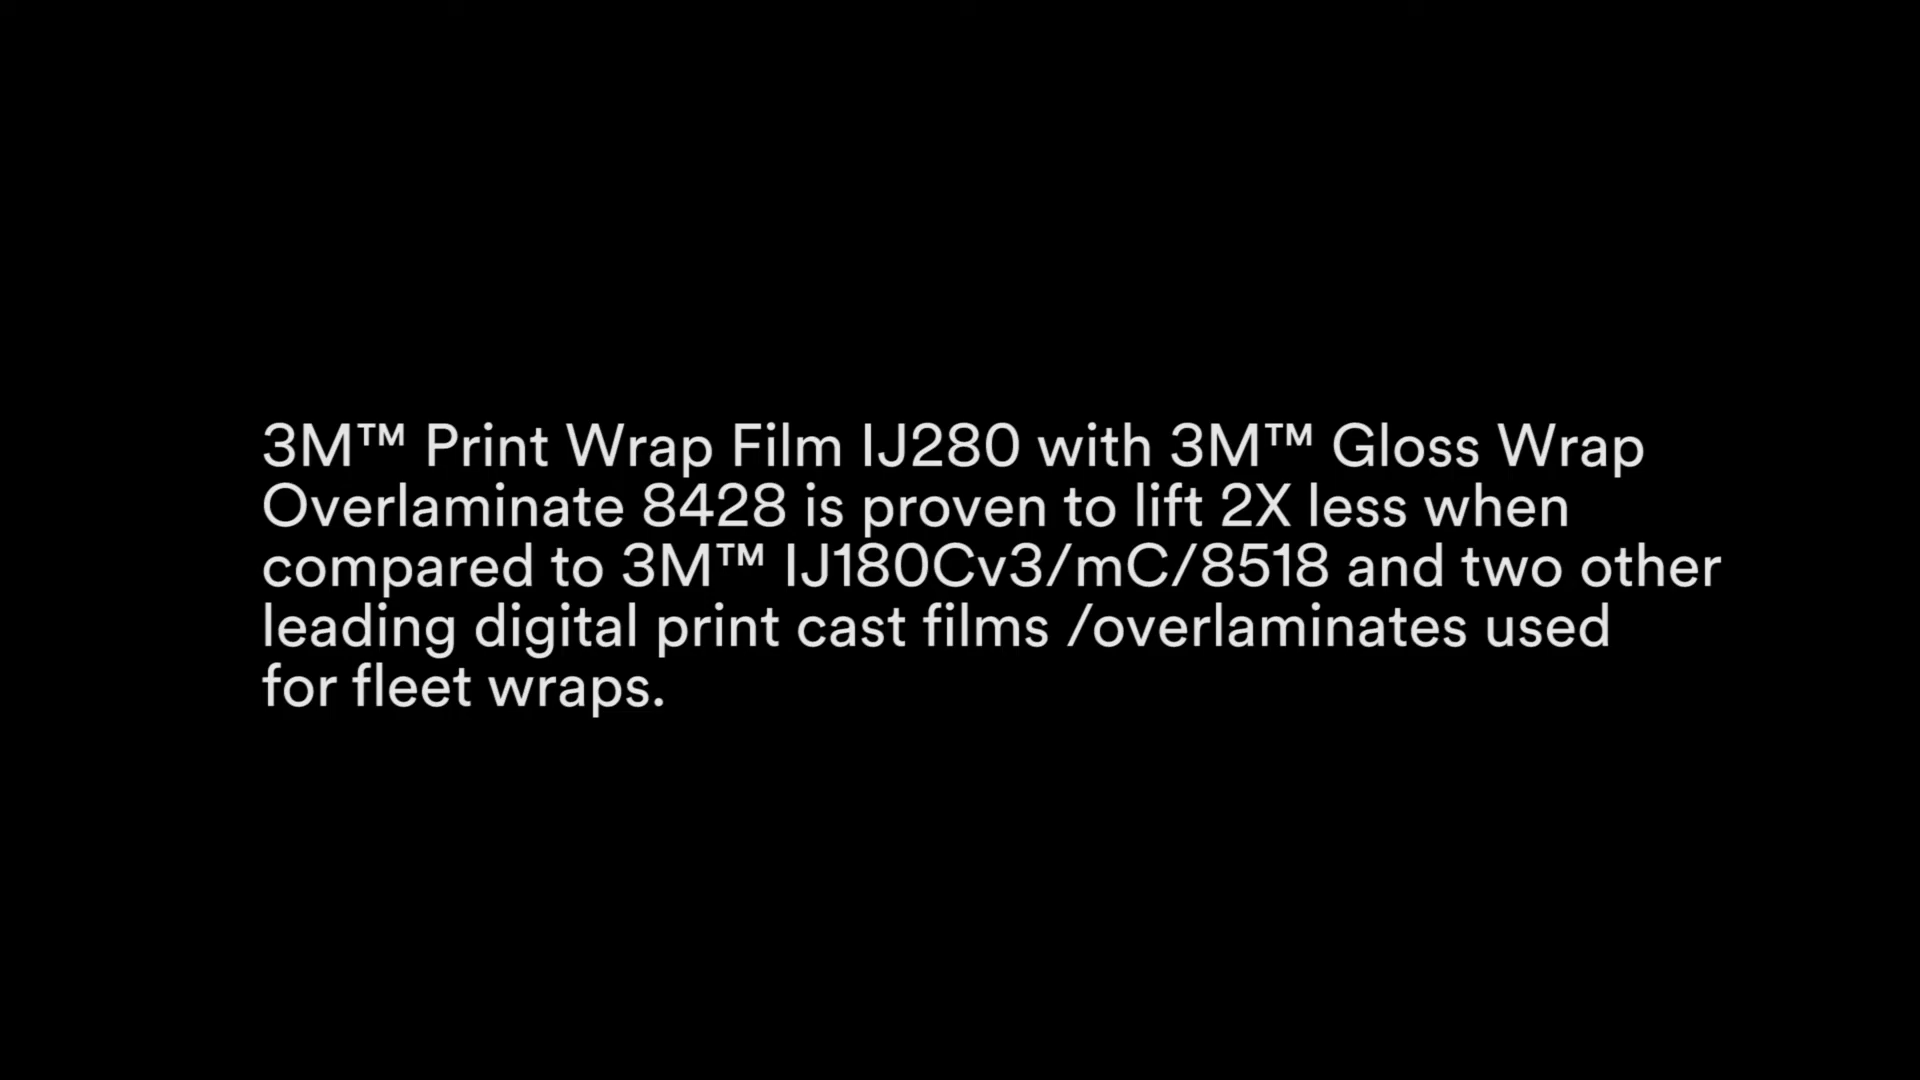 3M™ Print Wrap Film IJ280 with 3M™ Gloss Wrap
Overlaminate 8428 is proven to lift 2X less when
compared to 3M™ IJ180Cv3/mC/8518 and two other
leading digital print cast films /overlaminates used
for fleet wraps.